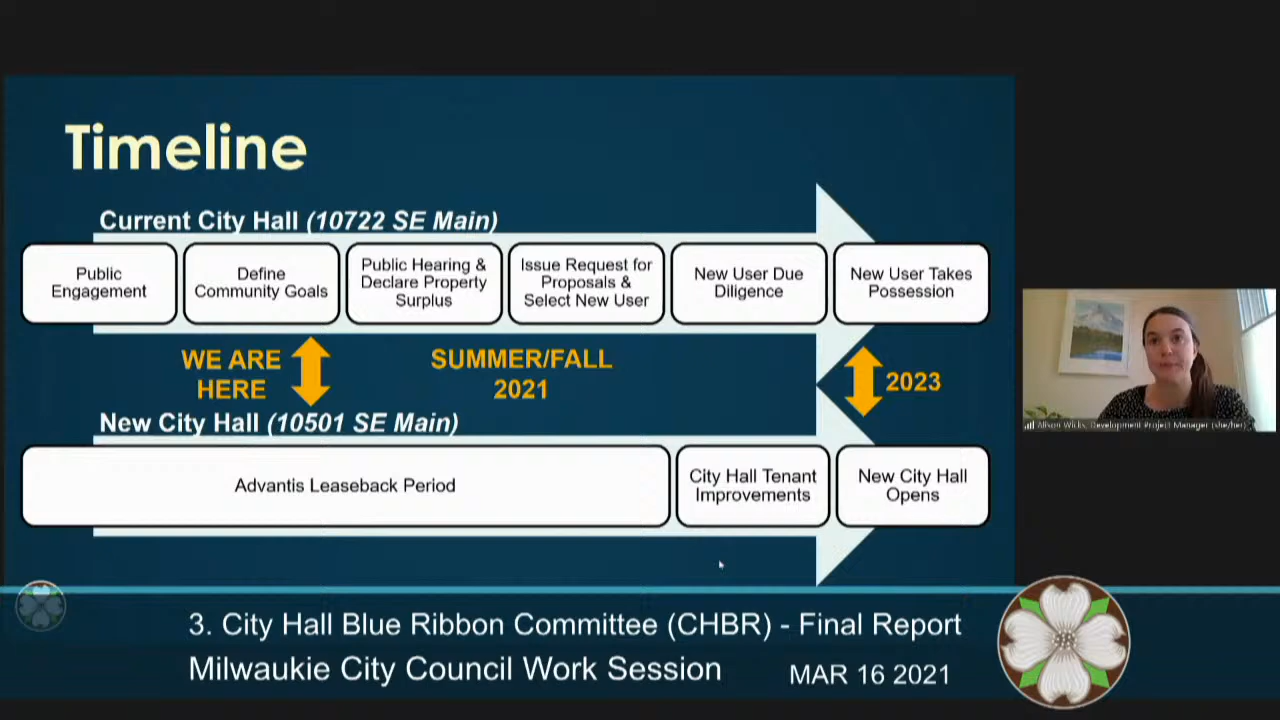 Timeline
Current City Hall (10722 SE Main)
Public
Engagement
Define
Community Goals
Public Hearing &
Declare Property
Surplus
Issue Request for
Proposals &
Select New User
New User Due
Diligence
New User Takes
Possession
WE ARE
HERE
SUMMER/FALL
2021
2023
New City Hall (10501 SE Main)
Advantis Leaseback Period
City Hall Tenant
Improvements
New City Hall
Opens
Alison Wicks, Development Project Manager (she/her)
3. City Hall Blue Ribbon Committee (CHBR) - Final Report
Milwaukie City Council Work Session
MAR 16 2021